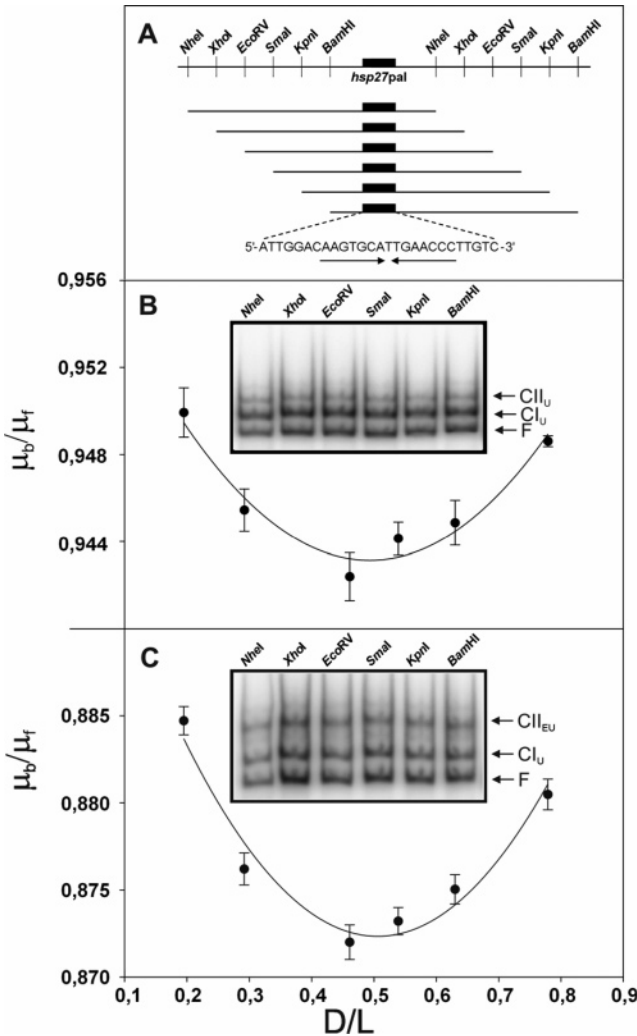 A
NheI XhoI EcoRV SmaI KpnI BamHI NheI XhoI EcoRV SmaI KpnI BamHI
hsp27pal
5'-ATTGGACAAGTGCATTGAACCCTTGTC-3'
B
NheI XhoI EcoRV SmaI KpnI BamHI
CIIU
CIU
F
0,956
0,952
0,948
0,944
μb/μf
C
NheI XhoI EcoRV SmaI KpnI BamHI
CIIEU
CIU
F
0,885
0,880
0,875
0,870
μb/μf
0,1 0,2 0,3 0,4 0,5 0,6 0,7 0,8 0,9
D/L